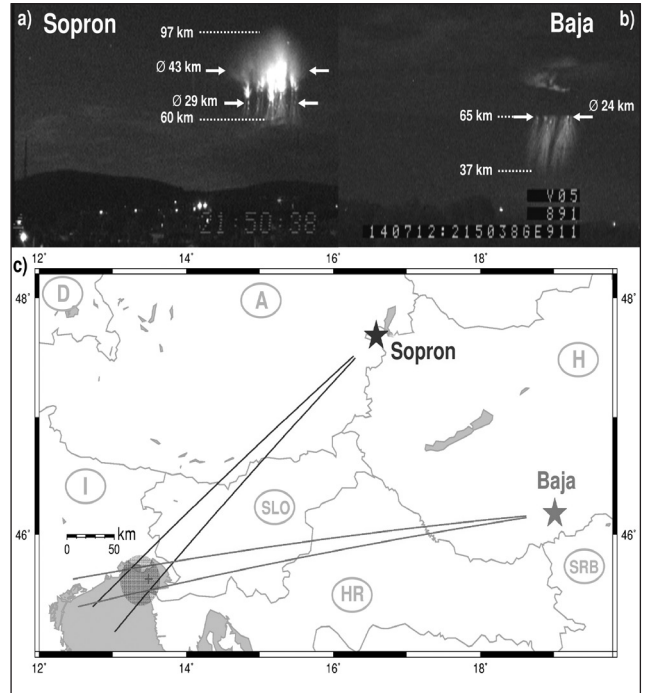 a) Sopron
97 km
Ø 43 km
Ø 29 km
60 km
21:50:38
Baja b)
65 km
Ø 24 km
37 km
V05
891
140712:215038GE911
c)
12° 14° 16° 18°
48° 48°
D A
Sopron
H
I
Baja
SLO
46° 46°
km
0 50
SRB
HR
12° 14° 16° 18°